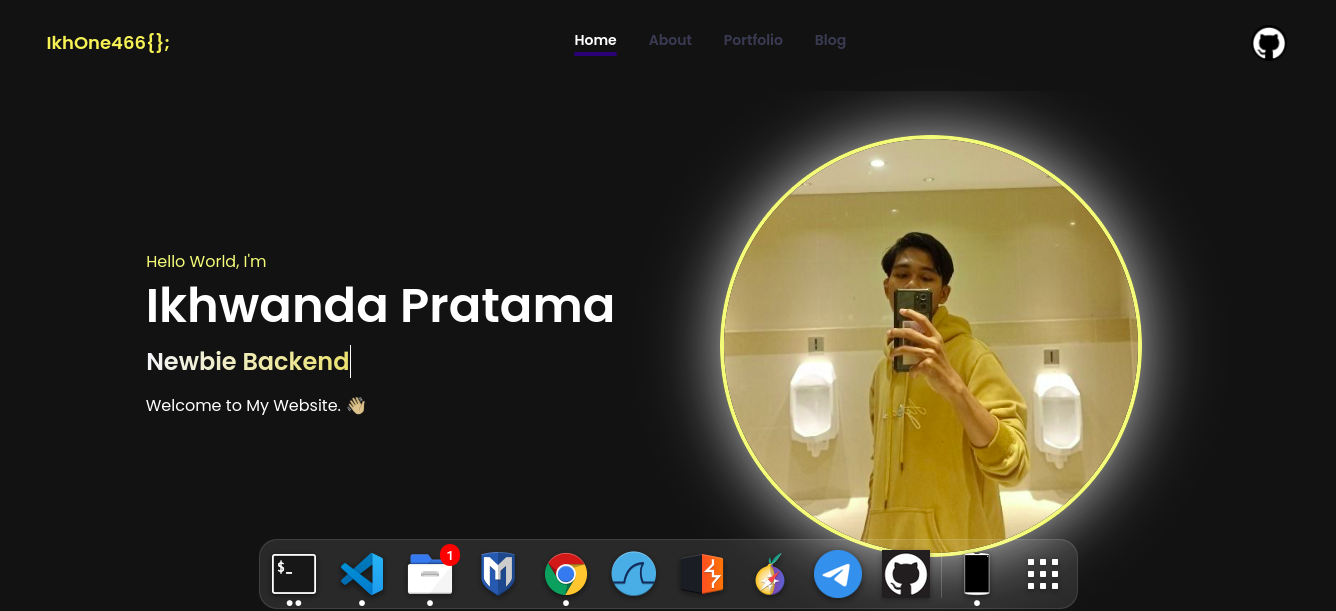 IkhOne466{};
Home About Portfolio Blog
Hello World, I'm
Ikhwanda Pratama
Newbie Backend
Welcome to My Website. 👋🏼
$_
1
M